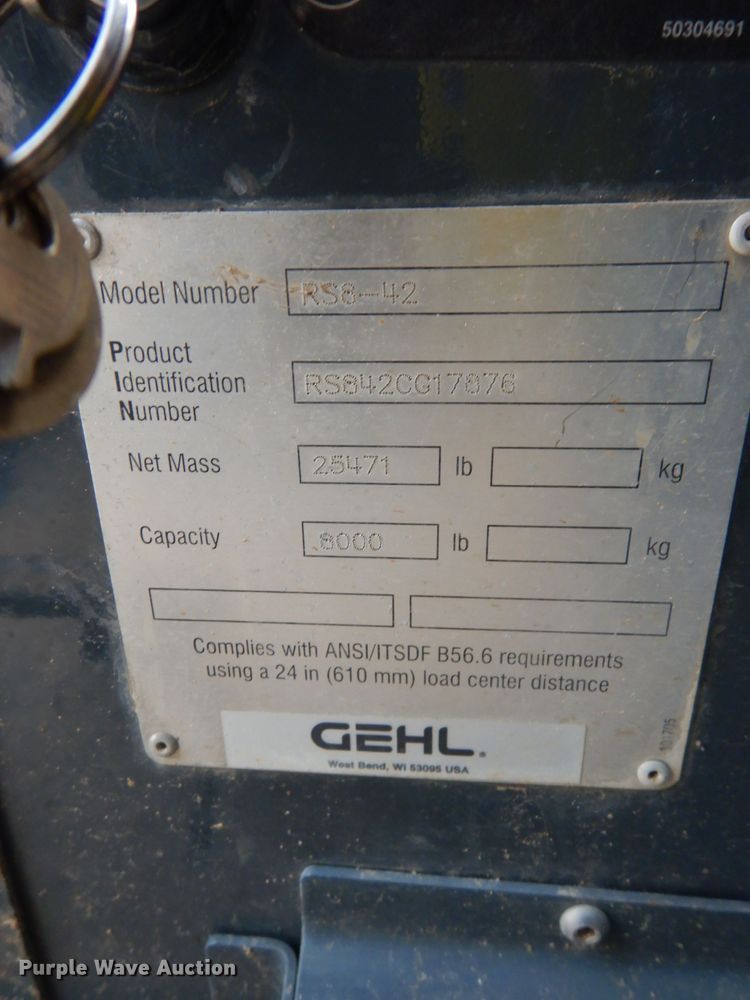 50304691
Model Number RS8-42
Product
Identification
Number RS842CG17876
Net Mass 25471 lb kg
Capacity 8000 lb kg
Complies with ANSI/ITSDF B56.6 requirements
using a 24 in (610 mm) load center distance
GEHL®
West Bend, WI 53095 USA
101705
Purple Wave Auction